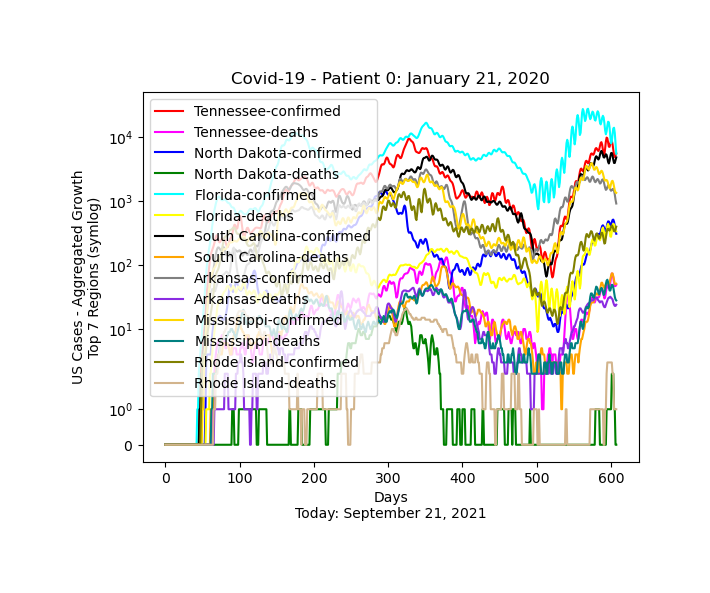 Covid-19 - Patient 0: January 21, 2020
US Cases - Aggregated Growth
Top 7 Regions (symlog)
10⁴
10³
10²
10¹
10⁰
0
Tennessee-confirmed
Tennessee-deaths
North Dakota-confirmed
North Dakota-deaths
Florida-confirmed
Florida-deaths
South Carolina-confirmed
South Carolina-deaths
Arkansas-confirmed
Arkansas-deaths
Mississippi-confirmed
Mississippi-deaths
Rhode Island-confirmed
Rhode Island-deaths
0 100 200 300 400 500 600
Days
Today: September 21, 2021